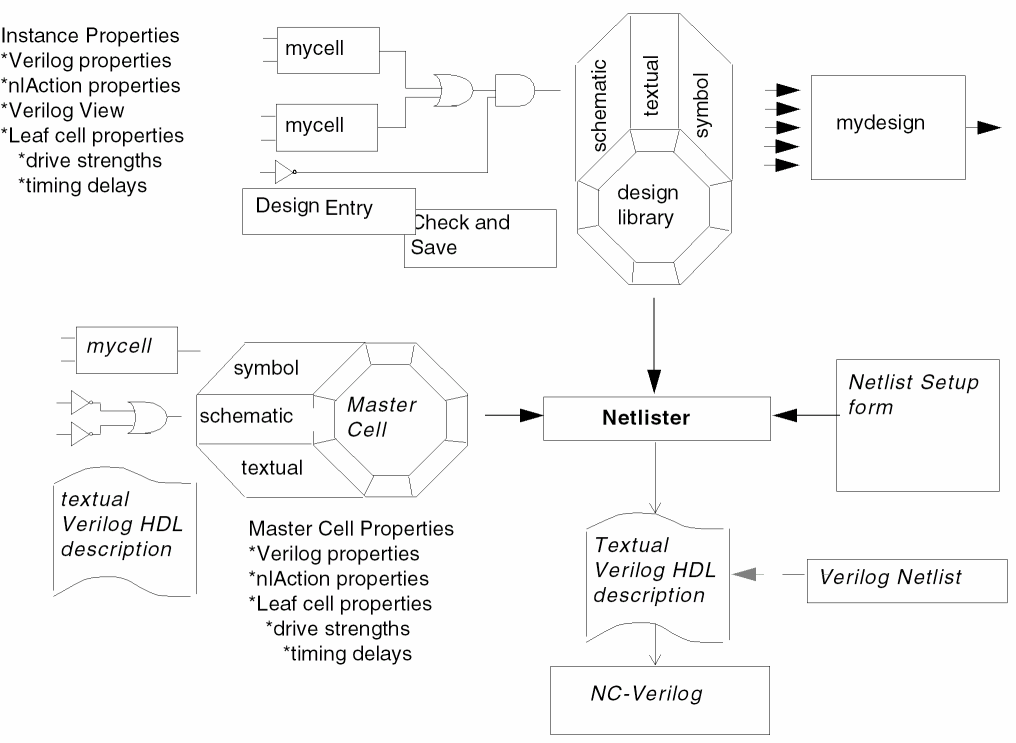 Instance Properties
*Verilog properties
*nlAction properties
*Verilog View
*Leaf cell properties
*drive strengths
*timing delays
mycell
mycell
Design Entry
Check and
Save
schematic
textual
symbol
design
library
mydesign
mycell
symbol
schematic
textual
Master
Cell
textual
Verilog HDL
description
Master Cell Properties
*Verilog properties
*nlAction properties
*Leaf cell properties
*drive strengths
*timing delays
Netlister
Netlist Setup
form
Textual
Verilog HDL
description
Verilog Netlist
NC-Verilog